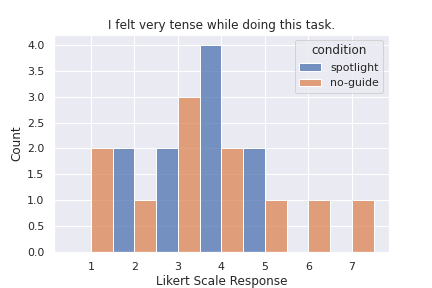 I felt very tense while doing this task.
condition
spotlight
no-guide
4.0
3.5
3.0
2.5
2.0
1.5
1.0
0.5
0.0
Count
1 2 3 4 5 6 7
Likert Scale Response